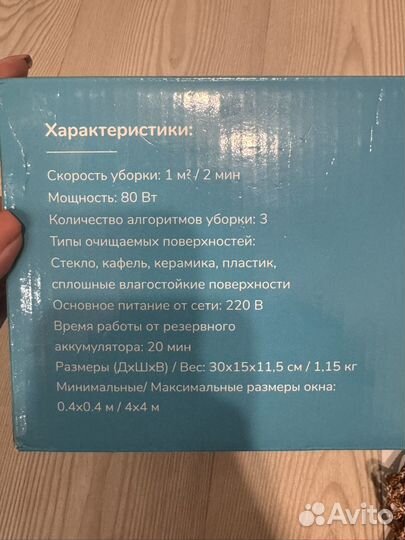 Характеристики:
Скорость уборки: 1 м² / 2 мин
Мощность: 80 Вт
Количество алгоритмов уборки: 3
Типы очищаемых поверхностей:
Стекло, кафель, керамика, пластик,
сплошные влагостойкие поверхности
Основное питание от сети: 220 В
Время работы от резервного
аккумулятора: 20 мин
Размеры (ДхШхВ) / Вес: 30х15х11,5 см / 1,15 кг
Минимальные/ Максимальные размеры окна:
0.4х0.4 м / 4х4 м
Avito